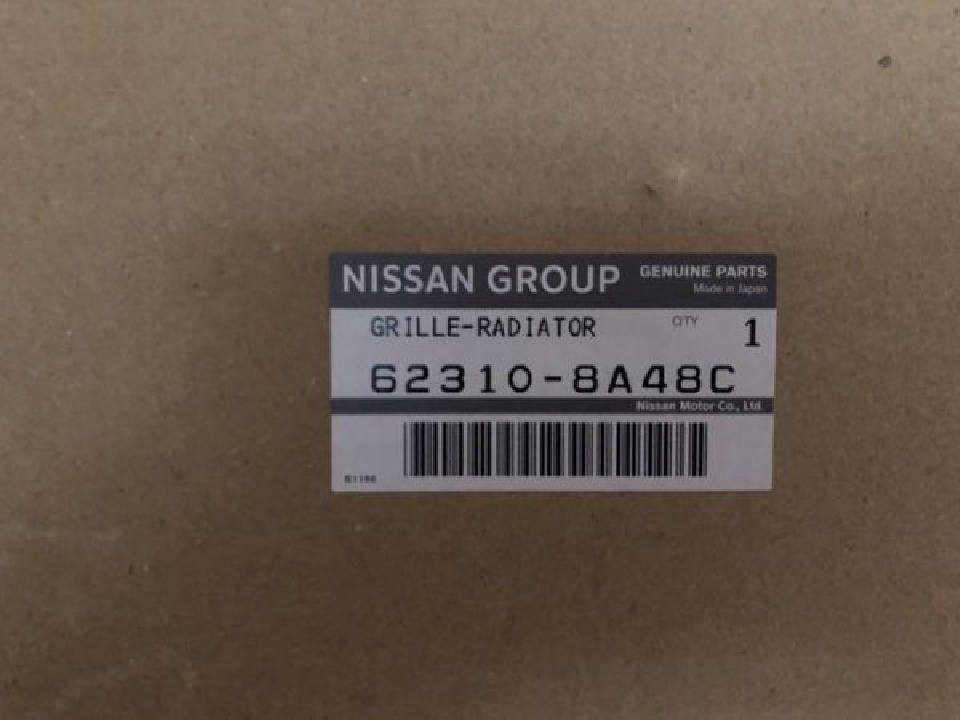 NISSAN GROUP GENUINE PARTS
Made in Japan
GRILLE-RADIATOR QTY 1
62310-8A48C
Nissan Motor Co., Ltd.